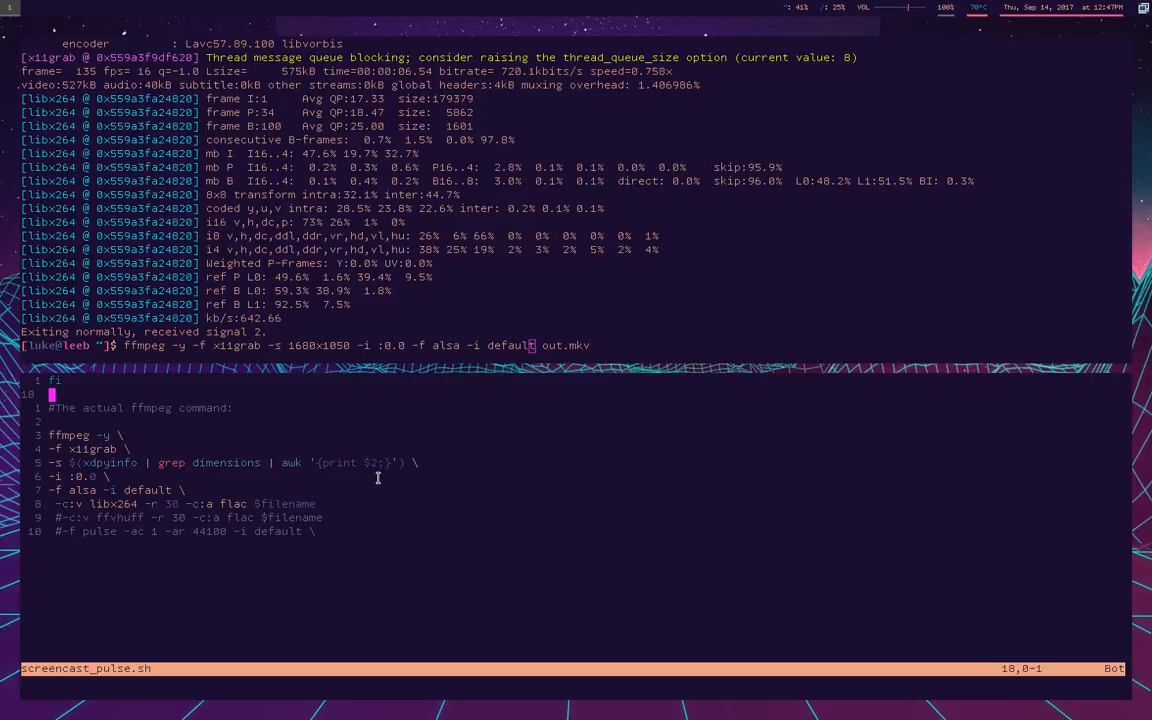 1 ~: 41% /: 25% VOL 100% 70°C Thu, Sep 14, 2017 at 12:47PM
encoder : Lavc57.89.100 libvorbis
[x11grab @ 0x559a3f9df620] Thread message queue blocking; consider raising the thread_queue_size option (current value: 8)
frame= 135 fps= 16 q=-1.0 Lsize= 575kB time=00:00:06.54 bitrate= 720.1kbits/s speed=0.758x
video:527kB audio:40kB subtitle:0kB other streams:0kB global headers:4kB muxing overhead: 1.406986%
[libx264 @ 0x559a3fa24820] frame I:1 Avg QP:17.33 size:179379
[libx264 @ 0x559a3fa24820] frame P:34 Avg QP:18.47 size: 5862
[libx264 @ 0x559a3fa24820] frame B:100 Avg QP:25.00 size: 1601
[libx264 @ 0x559a3fa24820] consecutive B-frames: 0.7% 1.5% 0.0% 97.8%
[libx264 @ 0x559a3fa24820] mb I I16..4: 47.6% 19.7% 32.7%
[libx264 @ 0x559a3fa24820] mb P I16..4: 0.2% 0.3% 0.6% P16..4: 2.8% 0.1% 0.1% 0.0% 0.0% skip:95.9%
[libx264 @ 0x559a3fa24820] mb B I16..4: 0.1% 0.4% 0.2% B16..8: 3.0% 0.1% 0.1% direct: 0.0% skip:96.0% L0:48.2% L1:51.5% BI: 0.3%
[libx264 @ 0x559a3fa24820] 8x8 transform intra:32.1% inter:44.7%
[libx264 @ 0x559a3fa24820] coded y,u,v intra: 28.5% 23.8% 22.6% inter: 0.2% 0.1% 0.1%
[libx264 @ 0x559a3fa24820] i16 v,h,dc,p: 73% 26% 1% 0%
[libx264 @ 0x559a3fa24820] i8 v,h,dc,ddl,ddr,vr,hd,vl,hu: 26% 6% 66% 0% 0% 0% 0% 0% 1%
[libx264 @ 0x559a3fa24820] i4 v,h,dc,ddl,ddr,vr,hd,vl,hu: 38% 25% 19% 2% 3% 2% 5% 2% 4%
[libx264 @ 0x559a3fa24820] Weighted P-Frames: Y:0.0% UV:0.0%
[libx264 @ 0x559a3fa24820] ref P L0: 49.6% 1.6% 39.4% 9.5%
[libx264 @ 0x559a3fa24820] ref B L0: 59.3% 38.9% 1.8%
[libx264 @ 0x559a3fa24820] ref B L1: 92.5% 7.5%
[libx264 @ 0x559a3fa24820] kb/s:642.66
Exiting normally, received signal 2.
[luke@leeb ~]$ ffmpeg -y -f x11grab -s 1680x1050 -i :0.0 -f alsa -i default out.mkv
1 fi
18
1 #The actual ffmpeg command:
2
3 ffmpeg -y \
4 -f x11grab \
5 -s $(xdpyinfo | grep dimensions | awk '{print $2;}') \
6 -i :0.0 \
7 -f alsa -i default \
8 -c:v libx264 -r 30 -c:a flac $filename
9 #-c:v ffvhuff -r 30 -c:a flac $filename
10 #-f pulse -ac 1 -ar 44100 -i default \
screencast_pulse.sh 18,0-1 Bot